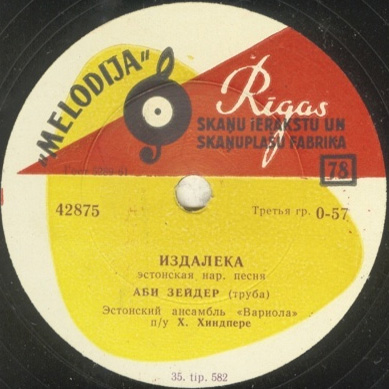 „MELODIJA”
Rīgas
SKAŅU IERAKSTU UN
SKAŅUPLAŠU FABRIKA
78
42875
Третья гр. 0-57
ИЗДАЛЕКА
эстонская нар. песня
АБИ ЗЕЙДЕР (труба)
Эстонский ансамбль «Вариола»
п/у Х. Хиндпере
35. tip. 582